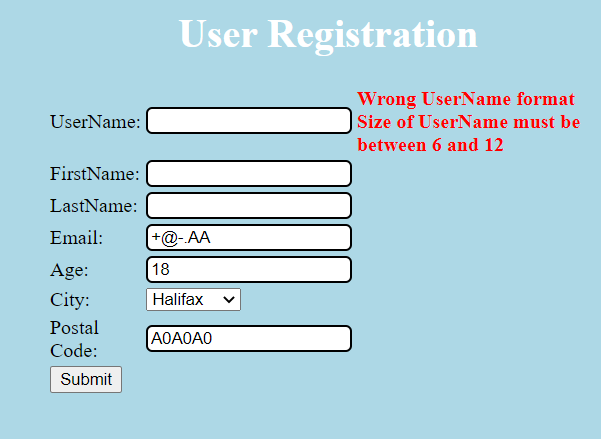 User Registration
Wrong UserName format
Size of UserName must be
between 6 and 12
UserName:
FirstName:
LastName:
Email: +@-.AA
Age: 18
City: Halifax
Postal
Code: A0A0A0
Submit